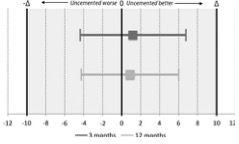 -Δ Uncemented worse 0 Uncemented better Δ
-12 -10 -8 -6 -4 -2 0 2 4 6 8 10 12
3 months 12 months